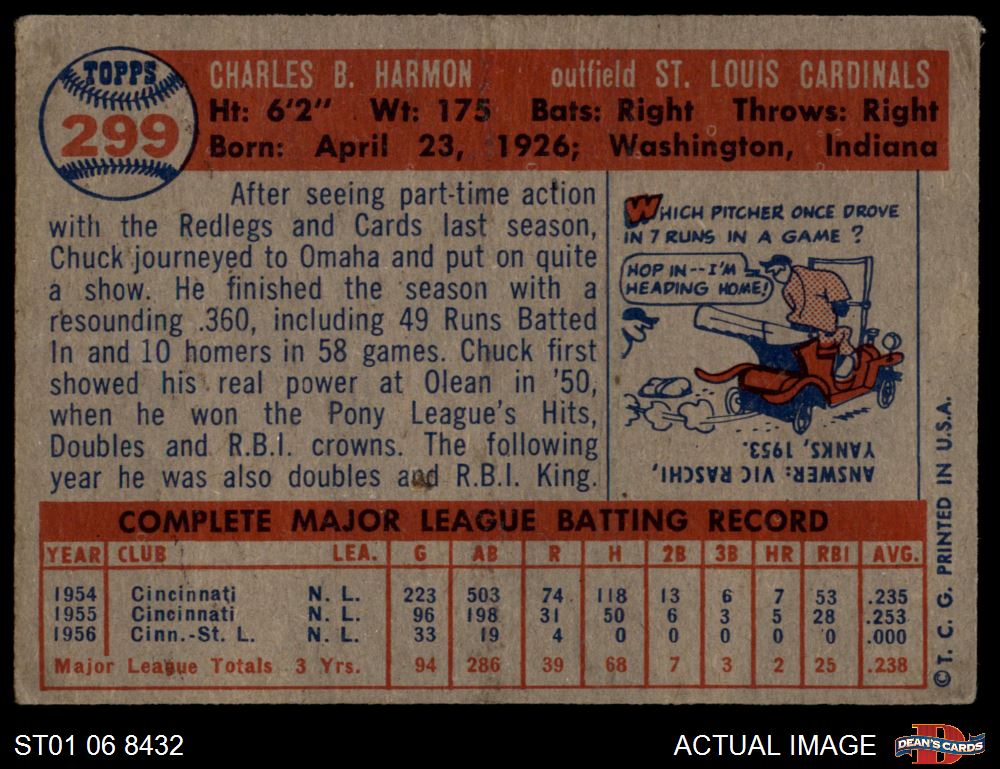 TOPPS
299
CHARLES B. HARMON outfield ST. LOUIS CARDINALS
Ht: 6'2" Wt: 175 Bats: Right Throws: Right
Born: April 23, 1926; Washington, Indiana
After seeing part-time action
with the Redlegs and Cards last season,
Chuck journeyed to Omaha and put on quite
a show. He finished the season with a
resounding .360, including 49 Runs Batted
In and 10 homers in 58 games. Chuck first
showed his real power at Olean in '50,
when he won the Pony League's Hits,
Doubles and R.B.I. crowns. The following
year he was also doubles and R.B.I. King.
WHICH PITCHER ONCE DROVE
IN 7 RUNS IN A GAME?
HOP IN--I'M
HEADING HOME!
ANSWER: VIC RASCHI,
YANKS, 1953.
COMPLETE MAJOR LEAGUE BATTING RECORD
YEAR CLUB LEA. G AB R H 2B 3B HR RBI AVG.
1954 Cincinnati N. L. 223 503 74 118 13 6 7 53 .235
1955 Cincinnati N. L. 96 198 31 50 6 3 5 28 .253
1956 Cinn.-St. L. N. L. 33 19 4 0 0 0 0 0 .000
Major League Totals 3 Yrs. 94 286 39 68 7 3 2 25 .238
©T. C. G. PRINTED IN U.S.A.
ST01 06 8432
ACTUAL IMAGE
D
DEAN'S CARDS